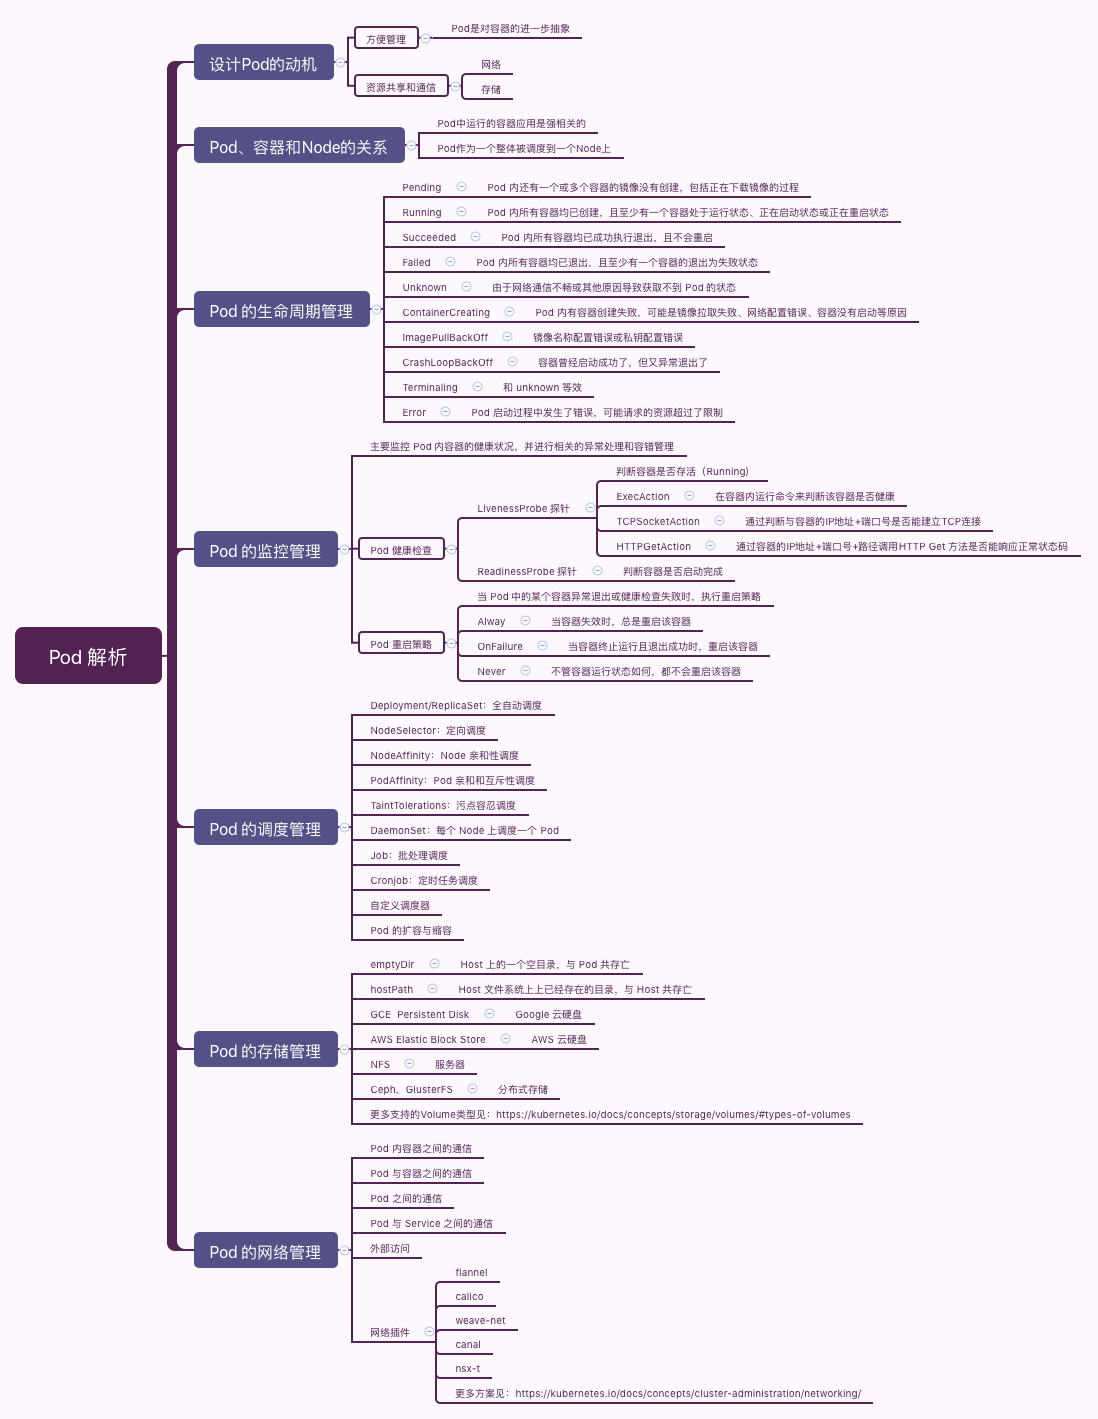 Pod 解析
设计Pod的动机
方便管理
Pod是对容器的进一步抽象
资源共享和通信
网络
存储
Pod、容器和Node的关系
Pod中运行的容器应用是强相关的
Pod作为一个整体被调度到一个Node上
Pod 的生命周期管理
Pending Pod 内还有一个或多个容器的镜像没有创建，包括正在下载镜像的过程
Running Pod 内所有容器均已创建，且至少有一个容器处于运行状态、正在启动状态或正在重启状态
Succeeded Pod 内所有容器均已成功执行退出，且不会重启
Failed Pod 内所有容器均已退出，且至少有一个容器的退出为失败状态
Unknown 由于网络通信不畅或其他原因导致获取不到 Pod 的状态
ContainerCreating Pod 内有容器创建失败，可能是镜像拉取失败、网络配置错误、容器没有启动等原因
ImagePullBackOff 镜像名称配置错误或私钥配置错误
CrashLoopBackOff 容器曾经启动成功了，但又异常退出了
Terminaling 和 unknown 等效
Error Pod 启动过程中发生了错误，可能请求的资源超过了限制
Pod 的监控管理
主要监控 Pod 内容器的健康状况，并进行相关的异常处理和容错管理
Pod 健康检查
LivenessProbe 探针
判断容器是否存活（Running）
ExecAction 在容器内运行命令来判断该容器是否健康
TCPSocketAction 通过判断与容器的IP地址+端口号是否能建立TCP连接
HTTPGetAction 通过容器的IP地址+端口号+路径调用HTTP Get 方法是否能响应正常状态码
ReadinessProbe 探针 判断容器是否启动完成
Pod 重启策略
当 Pod 中的某个容器异常退出或健康检查失败时，执行重启策略
Alway 当容器失效时，总是重启该容器
OnFailure 当容器终止运行且退出成功时，重启该容器
Never 不管容器运行状态如何，都不会重启该容器
Pod 的调度管理
Deployment/ReplicaSet：全自动调度
NodeSelector：定向调度
NodeAffinity：Node 亲和性调度
PodAffinity：Pod 亲和和互斥性调度
TaintTolerations：污点容忍调度
DaemonSet：每个 Node 上调度一个 Pod
Job：批处理调度
Cronjob：定时任务调度
自定义调度器
Pod 的扩容与缩容
Pod 的存储管理
emptyDir Host 上的一个空目录，与 Pod 共存亡
hostPath Host 文件系统上上已经存在的目录，与 Host 共存亡
GCE Persistent Disk Google 云硬盘
AWS Elastic Block Store AWS 云硬盘
NFS 服务器
Ceph、GlusterFS 分布式存储
更多支持的Volume类型见：https://kubernetes.io/docs/concepts/storage/volumes/#types-of-volumes
Pod 的网络管理
Pod 内容器之间的通信
Pod 与容器之间的通信
Pod 之间的通信
Pod 与 Service 之间的通信
外部访问
网络插件
flannel
calico
weave-net
canal
nsx-t
更多方案见：https://kubernetes.io/docs/concepts/cluster-administration/networking/